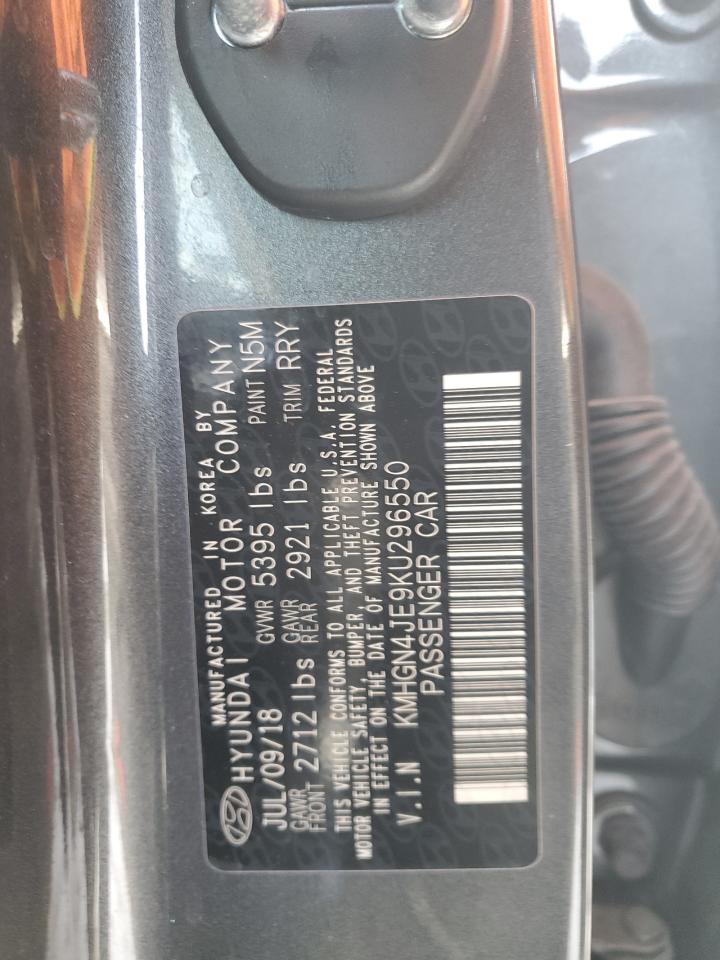 MANUFACTURED IN KOREA BY
HYUNDAI MOTOR COMPANY
JUL/09/18 GVWR 5395 lbs PAINT N5M
GAWR FRONT 2712 lbs GAWR REAR 2921 lbs TRIM RRY
THIS VEHICLE CONFORMS TO ALL APPLICABLE U.S.A. FEDERAL
MOTOR VEHICLE SAFETY, BUMPER, AND THEFT PREVENTION STANDARDS
IN EFFECT ON THE DATE OF MANUFACTURE SHOWN ABOVE
V.I.N KMHGN4JE9KU296550
PASSENGER CAR